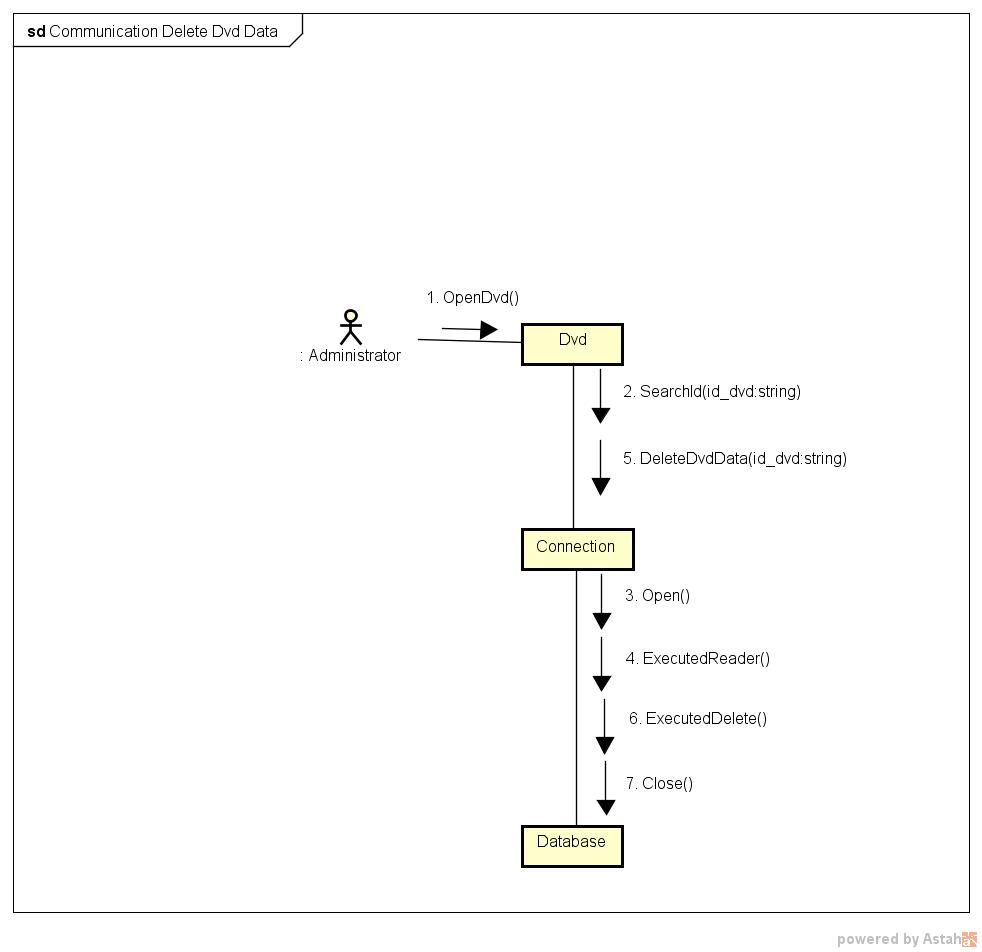 sd Communication Delete Dvd Data
1. OpenDvd()
: Administrator
Dvd
2. SearchId(id_dvd:string)
5. DeleteDvdData(id_dvd:string)
Connection
3. Open()
4. ExecutedReader()
6. ExecutedDelete()
7. Close()
Database
powered by Astah